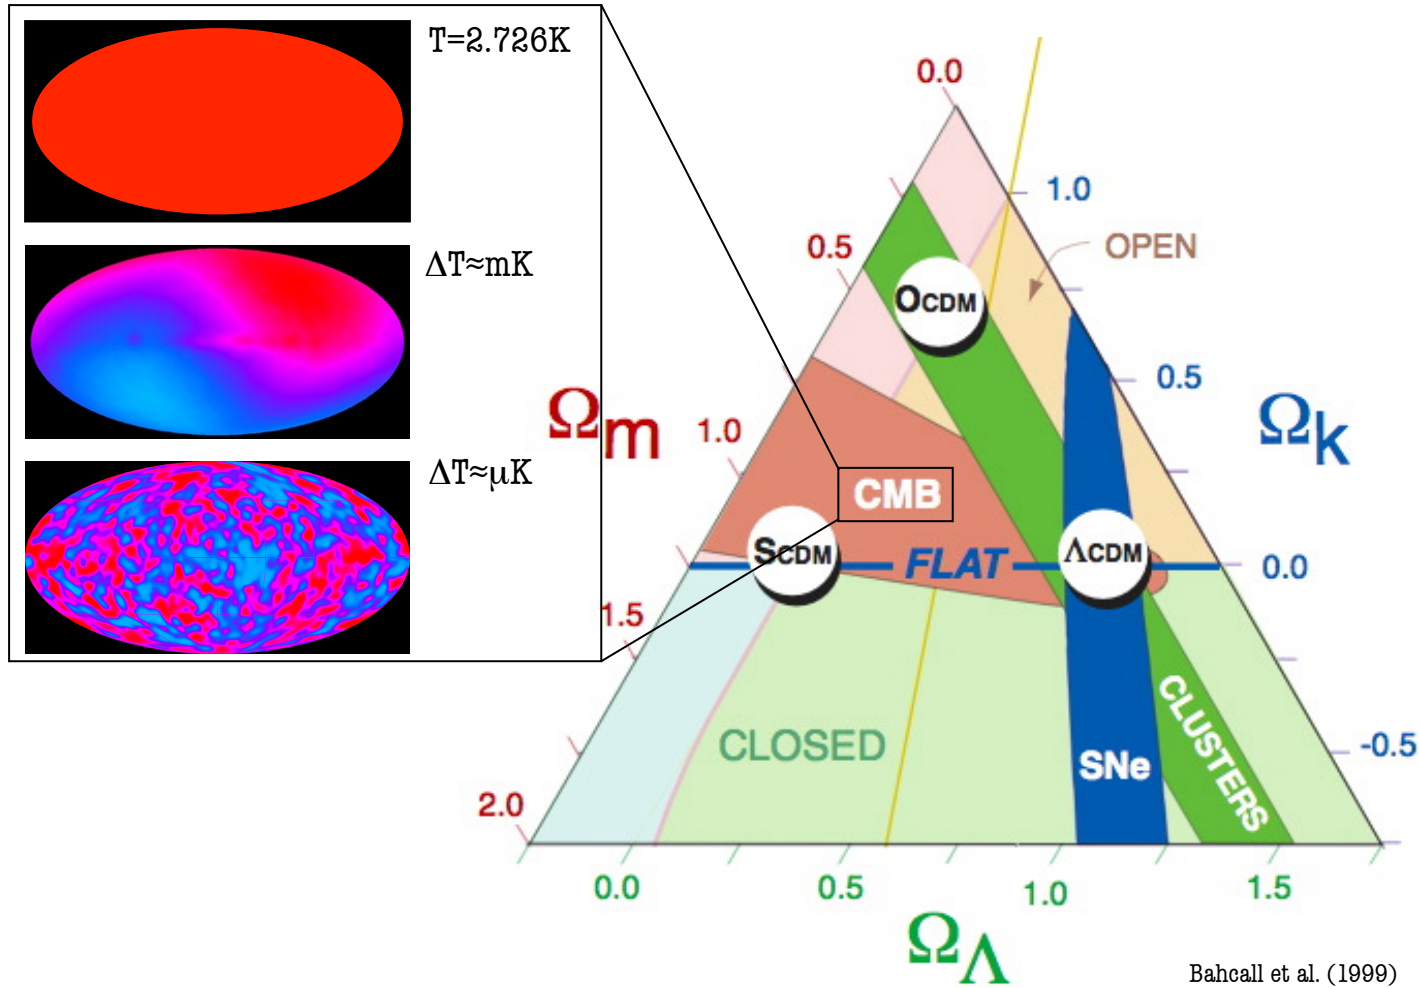 T=2.726K
ΔT≈mK
ΔT≈μK
0.0
1.0
0.5
OPEN
OCDM
0.5
Ωm
1.0
Ωk
CMB
SCDM
FLAT
ΛCDM
0.0
1.5
CLOSED
SNe
CLUSTERS
-0.5
2.0
0.0
0.5
1.0
1.5
ΩΛ
Bahcall et al. (1999)